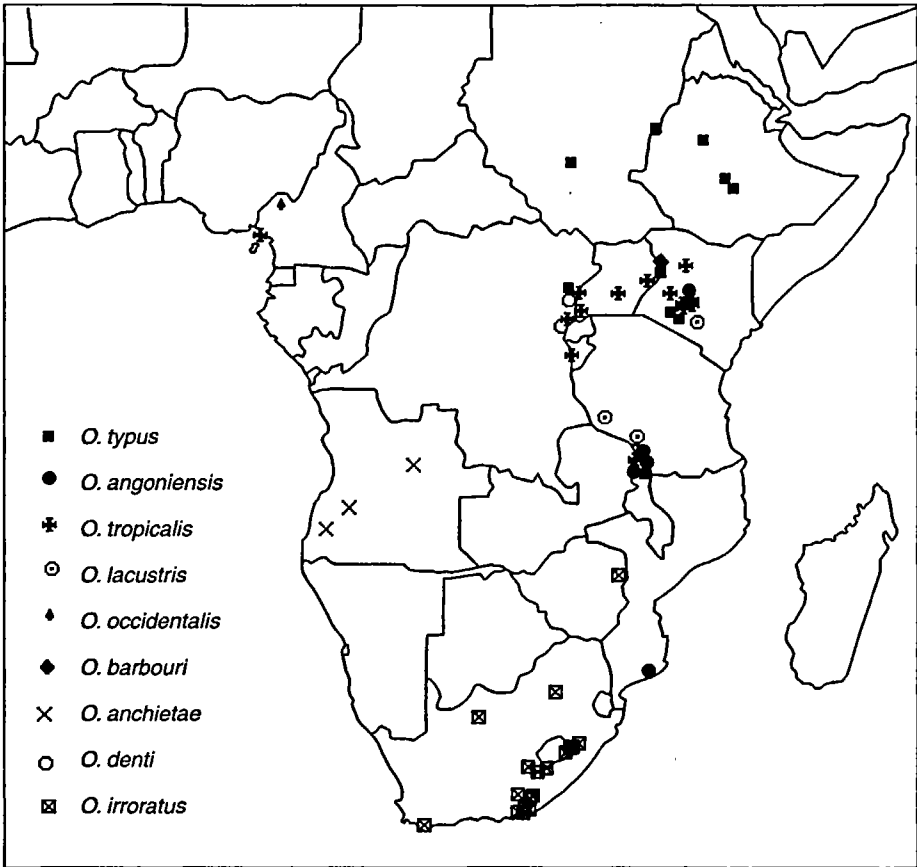 O. typus
O. angoniensis
O. tropicalis
O. lacustris
O. occidentalis
O. barbouri
O. anchietae
O. denti
O. irroratus